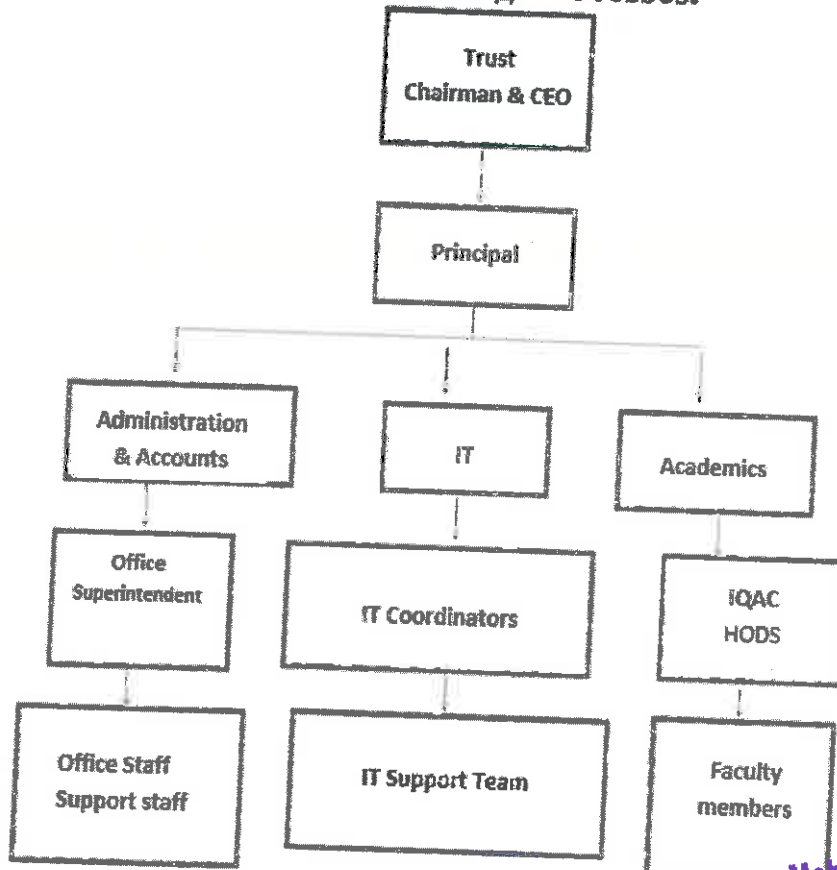 Trust
Chairman & CEO
Principal
Administration
& Accounts
IT
Academics
Office
Superintendent
IT Coordinators
IQAC
HODS
Office Staff
Support staff
IT Support Team
Faculty
members